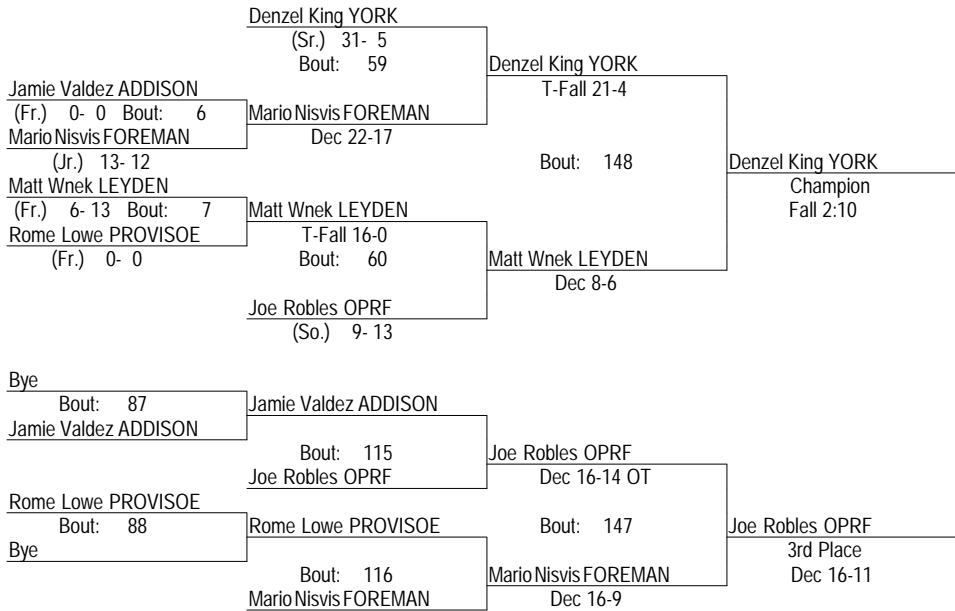 Denzel King YORK
(Sr.) 31- 5
Bout: 59
Denzel King YORK
T-Fall 21-4
Jamie Valdez ADDISON
(Fr.) 0- 0 Bout: 6
Mario Nisvis FOREMAN
Mario Nisvis FOREMAN
Dec 22-17
(Jr.) 13- 12
Bout: 148
Denzel King YORK
Champion
Fall 2:10
Matt Wnek LEYDEN
(Fr.) 6- 13 Bout: 7
Matt Wnek LEYDEN
Rome Lowe PROVISOE
T-Fall 16-0
(Fr.) 0- 0
Bout: 60
Matt Wnek LEYDEN
Dec 8-6
Joe Robles OPRF
(So.) 9- 13
Bye
Bout: 87
Jamie Valdez ADDISON
Jamie Valdez ADDISON
Bout: 115
Joe Robles OPRF
Joe Robles OPRF
Dec 16-14 OT
Rome Lowe PROVISOE
Bout: 88
Rome Lowe PROVISOE
Bout: 147
Joe Robles OPRF
Bye
3rd Place
Bout: 116
Mario Nisvis FOREMAN
Dec 16-11
Mario Nisvis FOREMAN
Dec 16-9